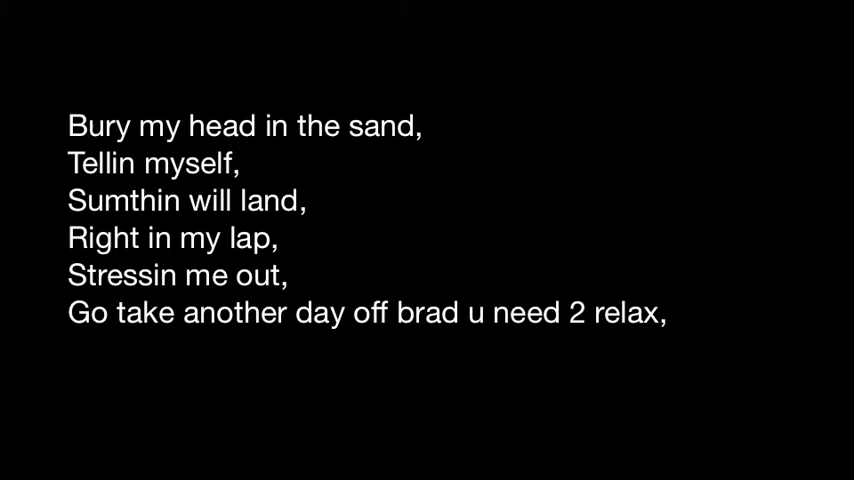 Bury my head in the sand,
Tellin myself,
Sumthin will land,
Right in my lap,
Stressin me out,
Go take another day off brad u need 2 relax,